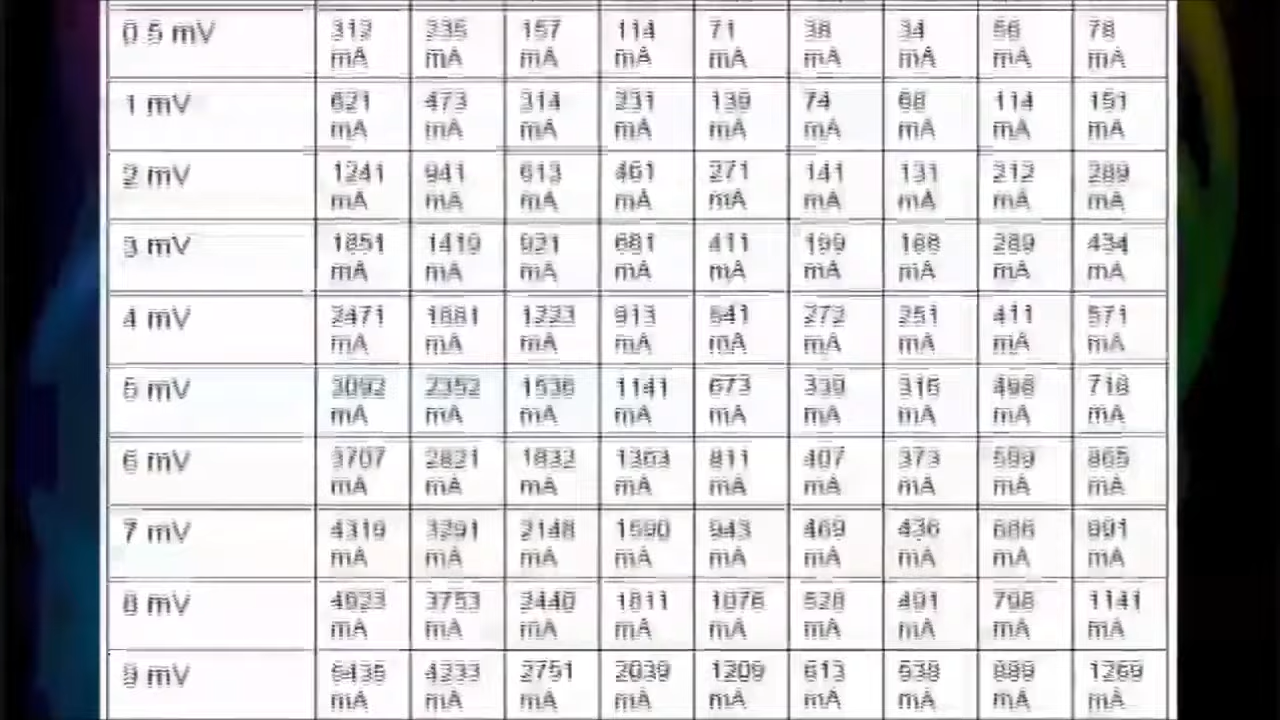 0.5 mV 312 mA 235 mA 157 mA 114 mA 71 mA 38 mA 34 mA 56 mA 78 mA
1 mV 621 mA 473 mA 314 mA 231 mA 139 mA 74 mA 68 mA 114 mA 151 mA
2 mV 1241 mA 941 mA 613 mA 461 mA 271 mA 141 mA 131 mA 212 mA 289 mA
3 mV 1851 mA 1419 mA 921 mA 681 mA 411 mA 199 mA 188 mA 289 mA 434 mA
4 mV 2471 mA 1881 mA 1223 mA 913 mA 541 mA 272 mA 251 mA 411 mA 571 mA
5 mV 3092 mA 2352 mA 1536 mA 1141 mA 673 mA 339 mA 316 mA 498 mA 718 mA
6 mV 3707 mA 2821 mA 1832 mA 1363 mA 811 mA 407 mA 373 mA 599 mA 865 mA
7 mV 4319 mA 3291 mA 2148 mA 1590 mA 943 mA 469 mA 436 mA 686 mA mA
8 mV 4923 mA 3753 mA 2440 mA 1811 mA 1076 mA 528 mA 491 mA 798 mA 1141 mA
9 mV mA 4233 mA 2751 mA 2039 mA 1209 mA 613 mA 538 mA 889 mA 1269 mA